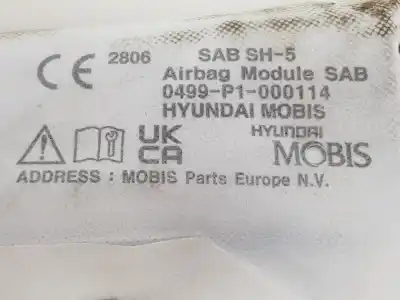 CE 2806 SAB SH-5
Airbag Module SAB
0499-P1-000114
HYUNDAI MOBIS
UK
CA
HYUNDAI
MOBIS
ADDRESS : MOBIS Parts Europe N.V.